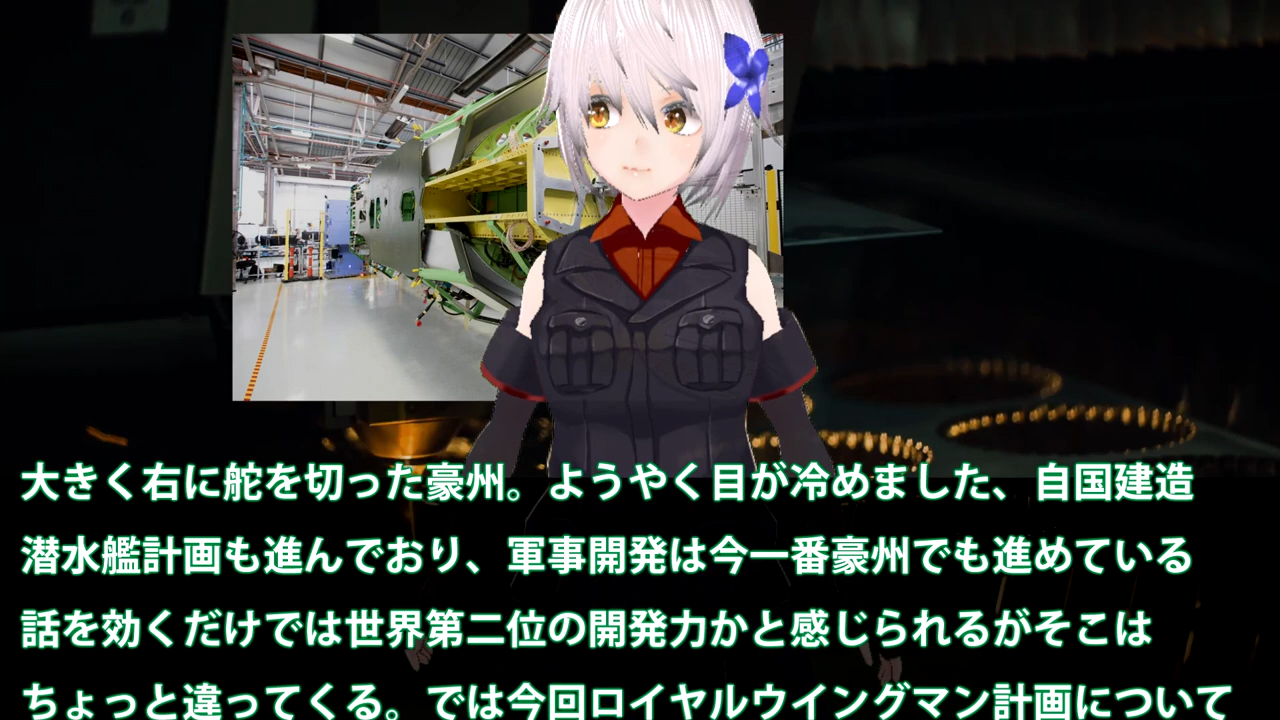 大きく右に舵を切った豪州。ようやく目が冷めました、自国建造
潜水艦計画も進んでおり、軍事開発は今一番豪州でも進めている
話を効くだけでは世界第二位の開発力かと感じられるがそこは
ちょっと違ってくる。では今回ロイヤルウイングマン計画について